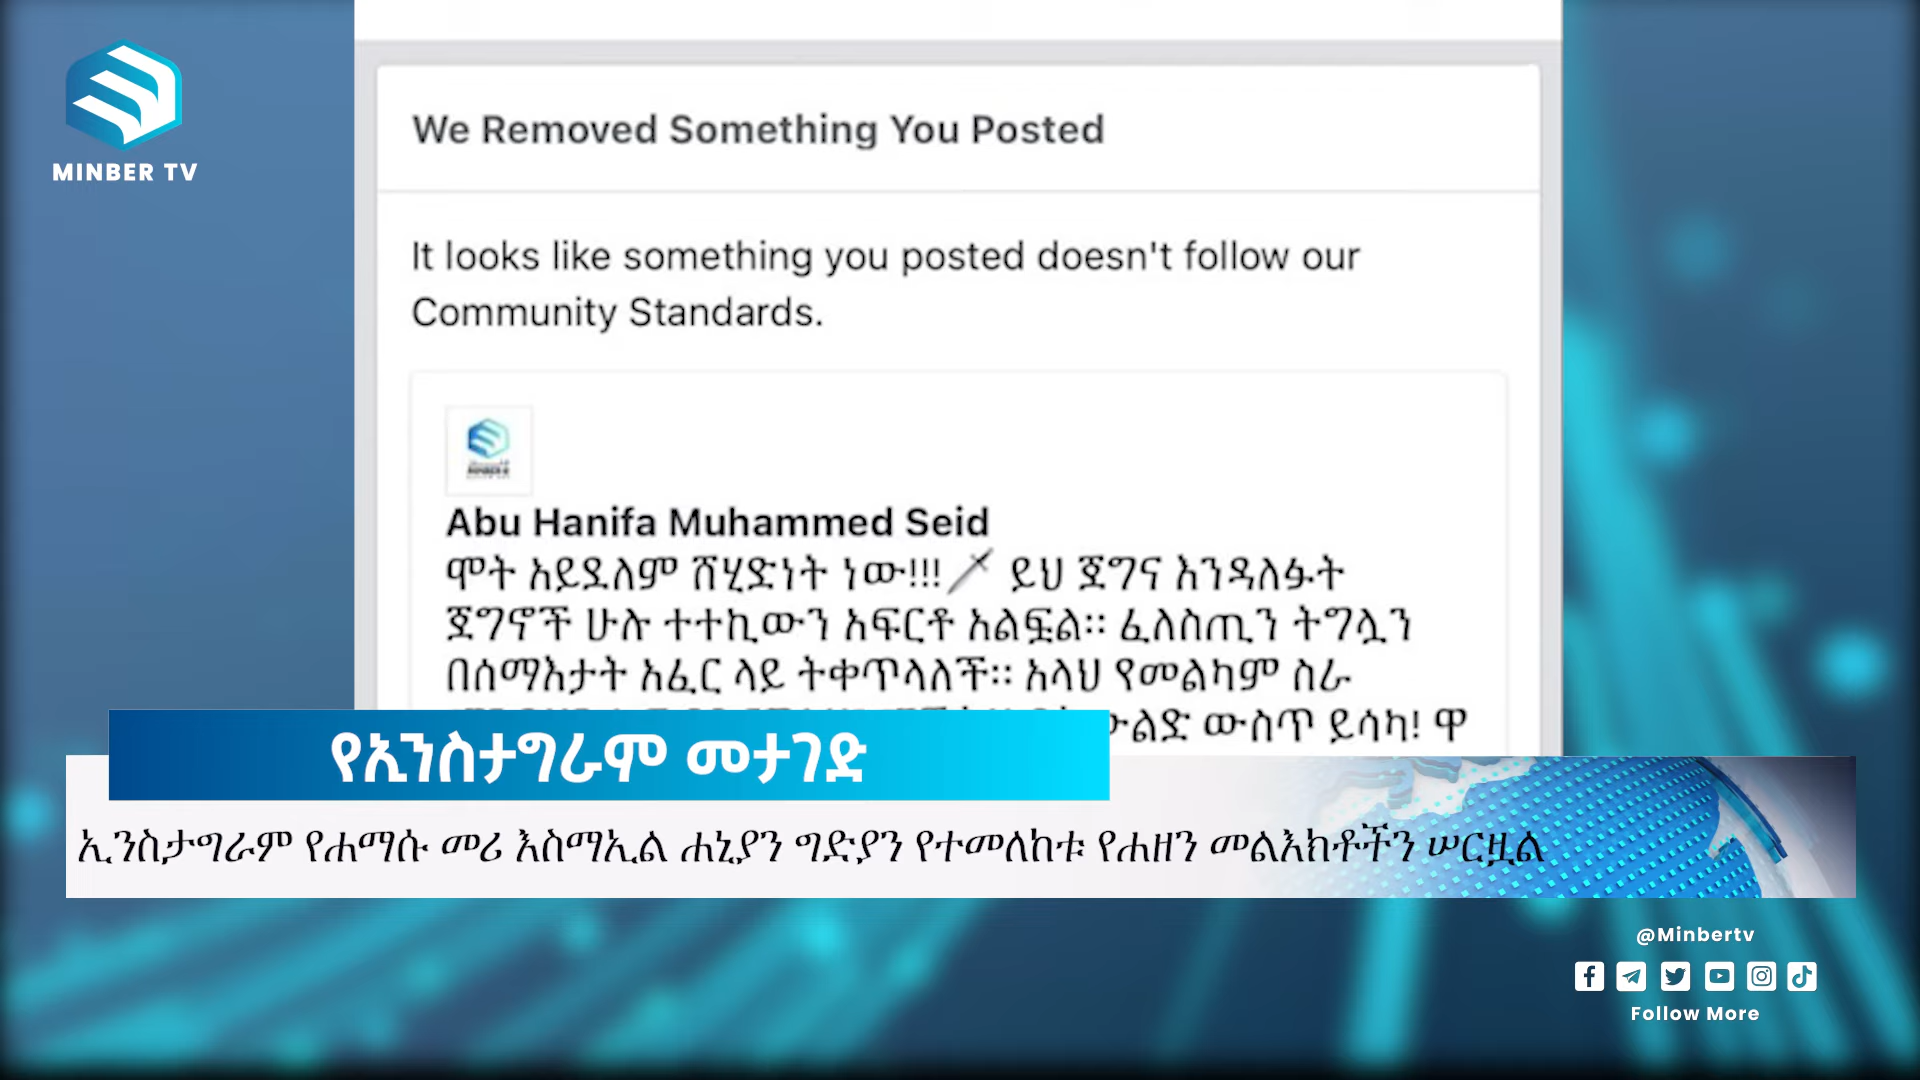 MINBER TV
We Removed Something You Posted
It looks like something you posted doesn't follow our
Community Standards.
Abu Hanifa Muhammed Seid
ሞት አይደለም ሸሂድነት ነው!!! ይህ ጀግና እንዳለፉት
ጀግኖች ሁሉ ተተኪውን አፍርቶ አልፏል። ፈለስጢን ትግሏን
በሰማእታት አፈር ላይ ትቀጥላለች። አላህ የመልካም ስራ
ውስጥ ይሳካ! ዋ
የኢንስታግራም መታገድ
ኢንስታግራም የሐማሱ መሪ እስማኢል ሐኒያን ግድያን የተመለከቱ የሐዘን መልእክቶችን ሠርዟል
@Minbertv
Follow More